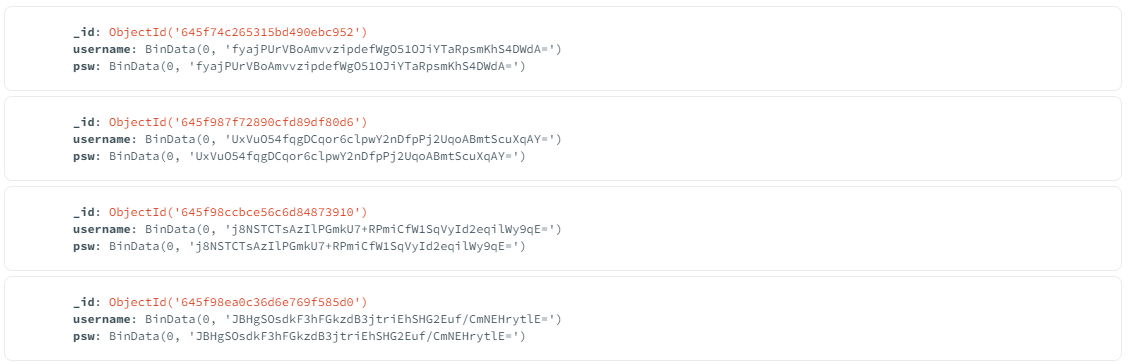 _id: ObjectId('645f74c265315bd490ebc952')
username: BinData(0, 'fyajPUrVBoAmvvzipdefWgO51OJiYTaRpsmKhS4DWdA=')
psw: BinData(0, 'fyajPUrVBoAmvvzipdefWgO51OJiYTaRpsmKhS4DWdA=')
_id: ObjectId('645f987f72890cfd89df80d6')
username: BinData(0, 'UxVuO54fqgDCqor6clpwY2nDfpPj2UqoABmtScuXqAY=')
psw: BinData(0, 'UxVuO54fqgDCqor6clpwY2nDfpPj2UqoABmtScuXqAY=')
_id: ObjectId('645f98ccbce56c6d84873910')
username: BinData(0, 'j8NSTCTsAzIlPGmkU7+RPmiCfW1SqVyId2eqilWy9qE=')
psw: BinData(0, 'j8NSTCTsAzIlPGmkU7+RPmiCfW1SqVyId2eqilWy9qE=')
_id: ObjectId('645f98ea0c36d6e769f585d0')
username: BinData(0, 'JBHgSOsdkF3hFGkzdB3jtriEhSHG2Euf/CmNEHrytlE=')
psw: BinData(0, 'JBHgSOsdkF3hFGkzdB3jtriEhSHG2Euf/CmNEHrytlE=')